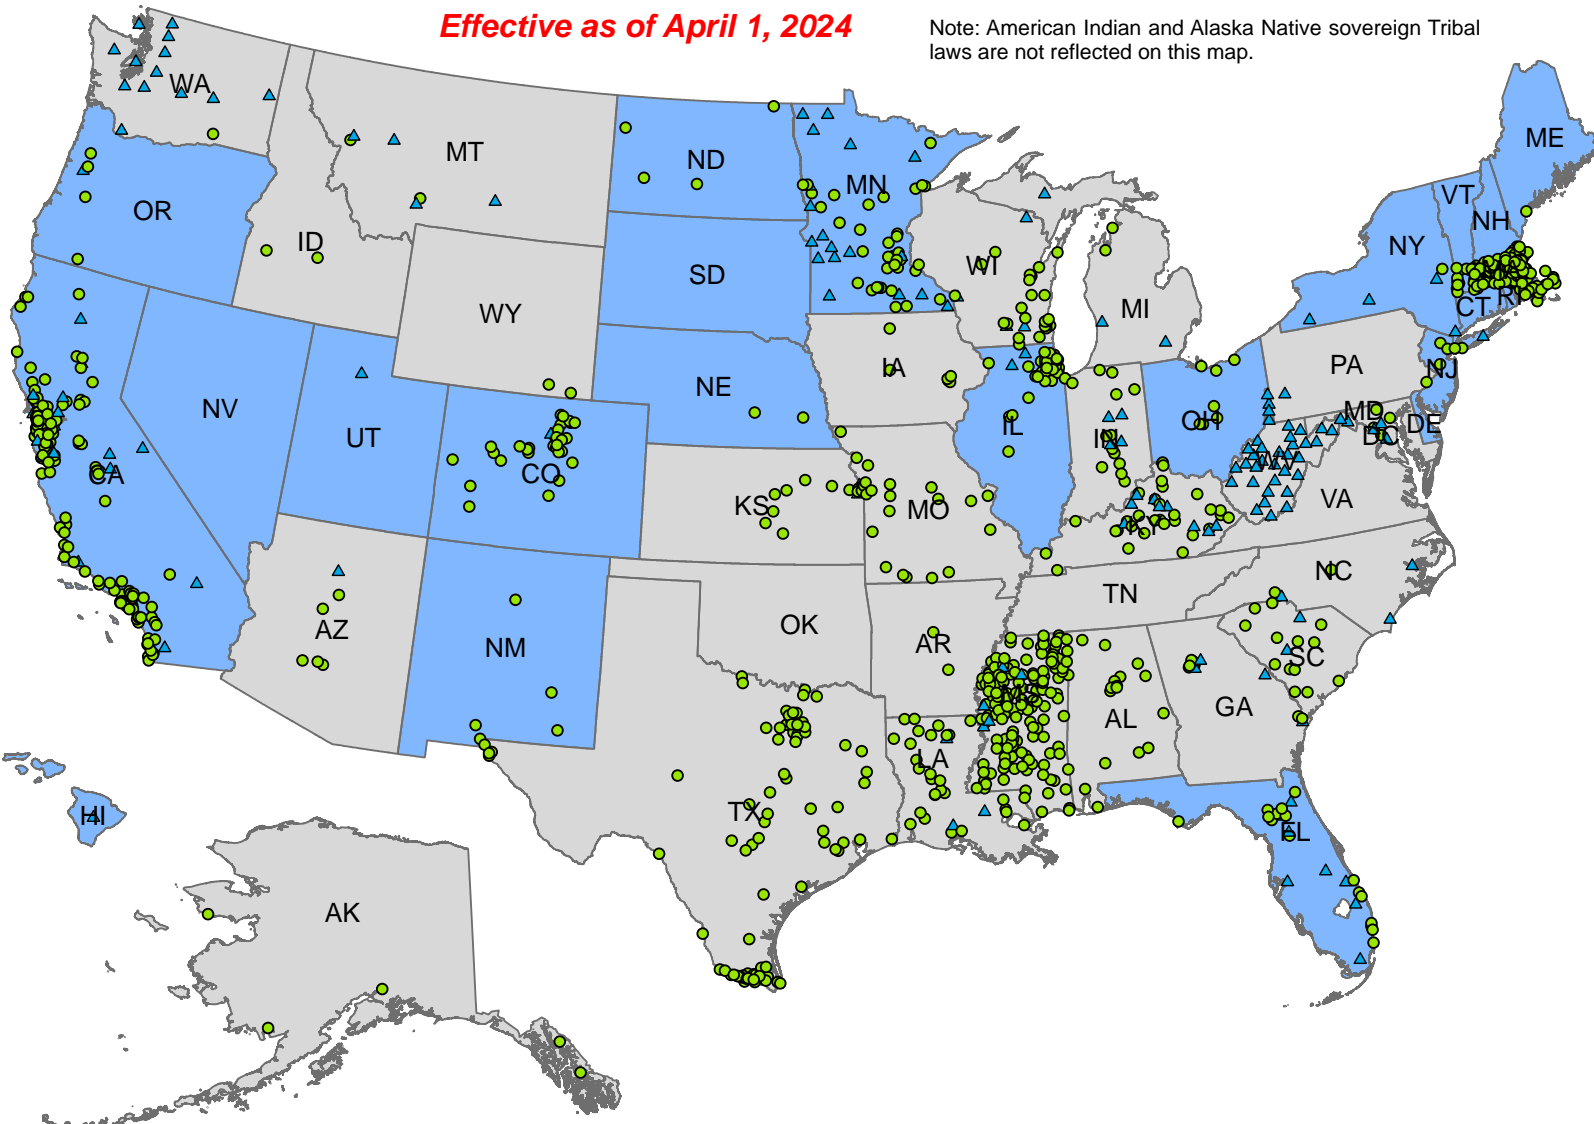 Effective as of April 1, 2024
Note: American Indian and Alaska Native sovereign Tribal
laws are not reflected on this map.
WA
MT
ND
MN
ME
VT
NH
OR
ID
SD
WI
NY
MA
RI
CT
WY
MI
IA
PA
NJ
NE
NV
UT
CO
CA
IL
IN
OH
MD
DE
DC
WV
VA
KS
MO
KY
NC
TN
AZ
NM
OK
AR
SC
MS
AL
GA
LA
TX
HI
FL
AK